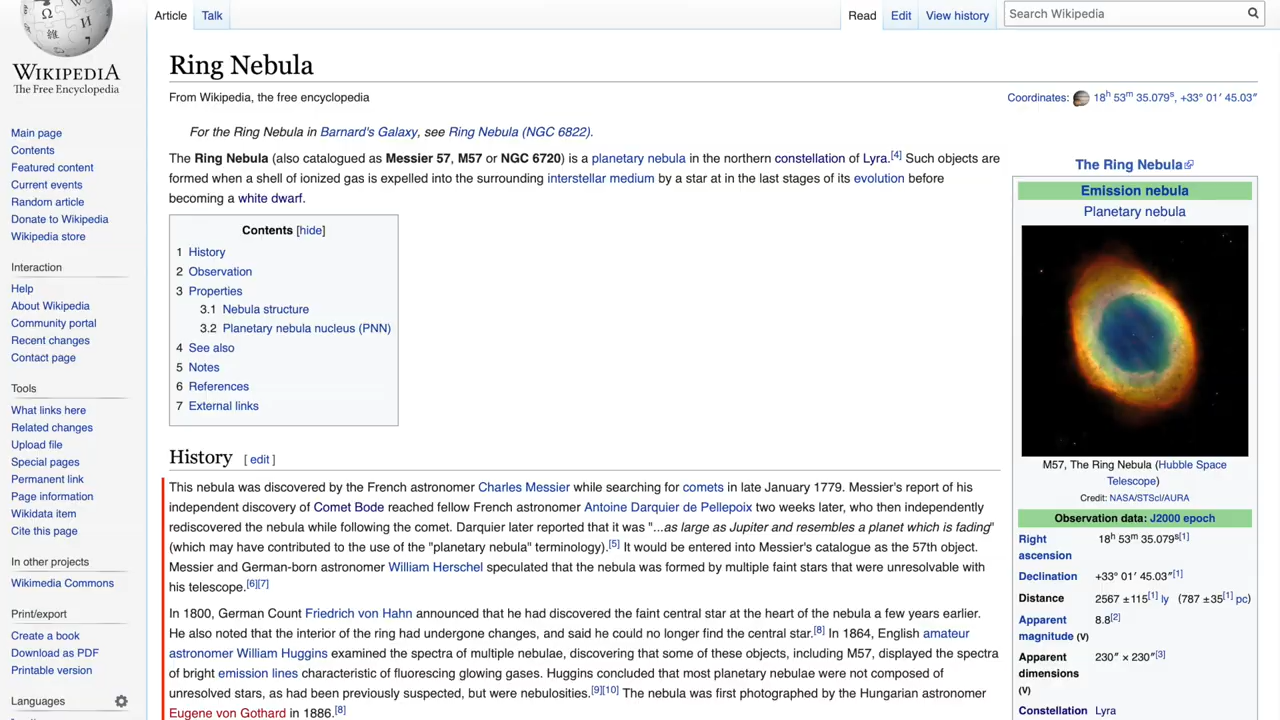 Article
Talk
Read
Edit
View history
Search Wikipedia
Ω
И
WIKIPEDIA
The Free Encyclopedia
Main page
Contents
Featured content
Current events
Random article
Donate to Wikipedia
Wikipedia store
Interaction
Help
About Wikipedia
Community portal
Recent changes
Contact page
Tools
What links here
Related changes
Upload file
Special pages
Permanent link
Page information
Wikidata item
Cite this page
In other projects
Wikimedia Commons
Print/export
Create a book
Download as PDF
Printable version
Languages
Ring Nebula
From Wikipedia, the free encyclopedia
Coordinates: 18h 53m 35.079s, +33° 01′ 45.03″
For the Ring Nebula in Barnard's Galaxy, see Ring Nebula (NGC 6822).
The Ring Nebula (also catalogued as Messier 57, M57 or NGC 6720) is a planetary nebula in the northern constellation of Lyra.[4] Such objects are
formed when a shell of ionized gas is expelled into the surrounding interstellar medium by a star at in the last stages of its evolution before
becoming a white dwarf.
Contents [hide]
1 History
2 Observation
3 Properties
3.1 Nebula structure
3.2 Planetary nebula nucleus (PNN)
4 See also
5 Notes
6 References
7 External links
History [ edit ]
This nebula was discovered by the French astronomer Charles Messier while searching for comets in late January 1779. Messier's report of his
independent discovery of Comet Bode reached fellow French astronomer Antoine Darquier de Pellepoix two weeks later, who then independently
rediscovered the nebula while following the comet. Darquier later reported that it was "...as large as Jupiter and resembles a planet which is fading"
(which may have contributed to the use of the "planetary nebula" terminology).[5] It would be entered into Messier's catalogue as the 57th object.
Messier and German-born astronomer William Herschel speculated that the nebula was formed by multiple faint stars that were unresolvable with
his telescope.[6][7]
In 1800, German Count Friedrich von Hahn announced that he had discovered the faint central star at the heart of the nebula a few years earlier.
He also noted that the interior of the ring had undergone changes, and said he could no longer find the central star.[8] In 1864, English amateur
astronomer William Huggins examined the spectra of multiple nebulae, discovering that some of these objects, including M57, displayed the spectra
of bright emission lines characteristic of fluorescing glowing gases. Huggins concluded that most planetary nebulae were not composed of
unresolved stars, as had been previously suspected, but were nebulosities.[9][10] The nebula was first photographed by the Hungarian astronomer
Eugene von Gothard in 1886.[8]
The Ring Nebula
Emission nebula
Planetary nebula
M57, The Ring Nebula (Hubble Space
Telescope)
Credit: NASA/STScI/AURA
Observation data: J2000 epoch
Right ascension 18h 53m 35.079s[1]
Declination +33° 01′ 45.03″[1]
Distance 2567 ±115[1] ly (787 ±35[1] pc)
Apparent magnitude (V) 8.8[2]
Apparent dimensions (V) 230″ × 230″[3]
Constellation Lyra